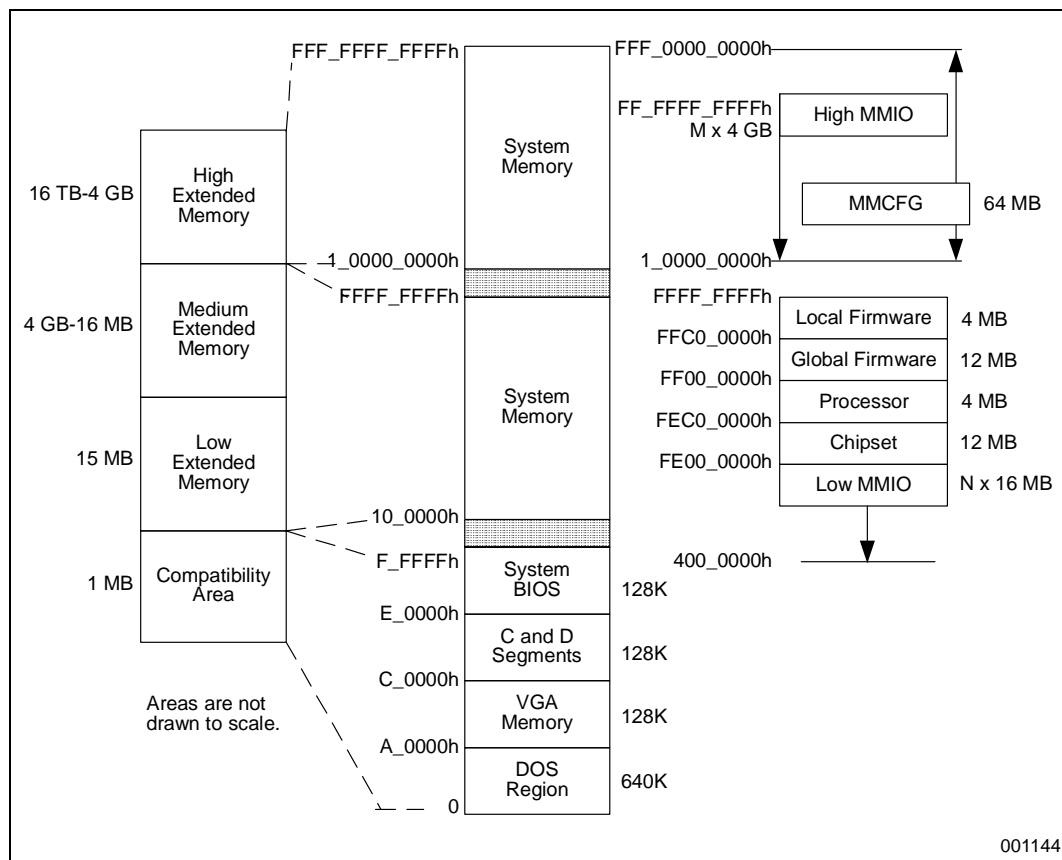 FFF_FFFF_FFFFh
FFF_0000_0000h
FF_FFFF_FFFFh
M x 4 GB
High MMIO
System
Memory
16 TB-4 GB
High
Extended
Memory
MMCFG
64 MB
1_0000_0000h
1_0000_0000h
FFFF_FFFFh
FFFF_FFFFh
4 GB-16 MB
Medium
Extended
Memory
Local Firmware
4 MB
FFC0_0000h
Global Firmware
12 MB
FF00_0000h
System
Memory
Processor
4 MB
FEC0_0000h
15 MB
Low
Extended
Memory
Chipset
12 MB
FE00_0000h
Low MMIO
N x 16 MB
10_0000h
F_FFFFh
400_0000h
1 MB
Compatibility
Area
System
BIOS
128K
E_0000h
C and D
Segments
128K
C_0000h
Areas are not
drawn to scale.
VGA
Memory
128K
A_0000h
DOS
Region
640K
0
001144